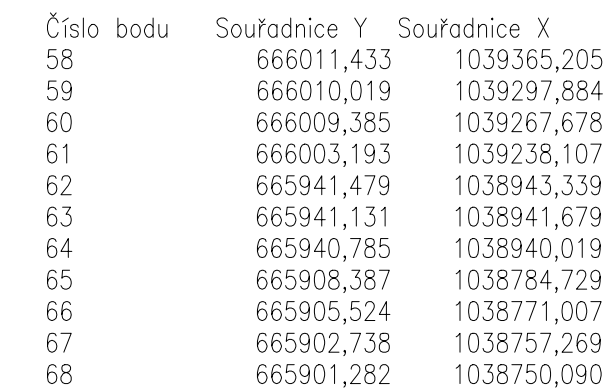 Číslo bodu Souřadnice Y Souřadnice X
58 666011,433 1039365,205
59 666010,019 1039297,884
60 666009,385 1039267,678
61 666003,193 1039238,107
62 665941,479 1038943,339
63 665941,131 1038941,679
64 665940,785 1038940,019
65 665908,387 1038784,729
66 665905,524 1038771,007
67 665902,738 1038757,269
68 665901,282 1038750,090